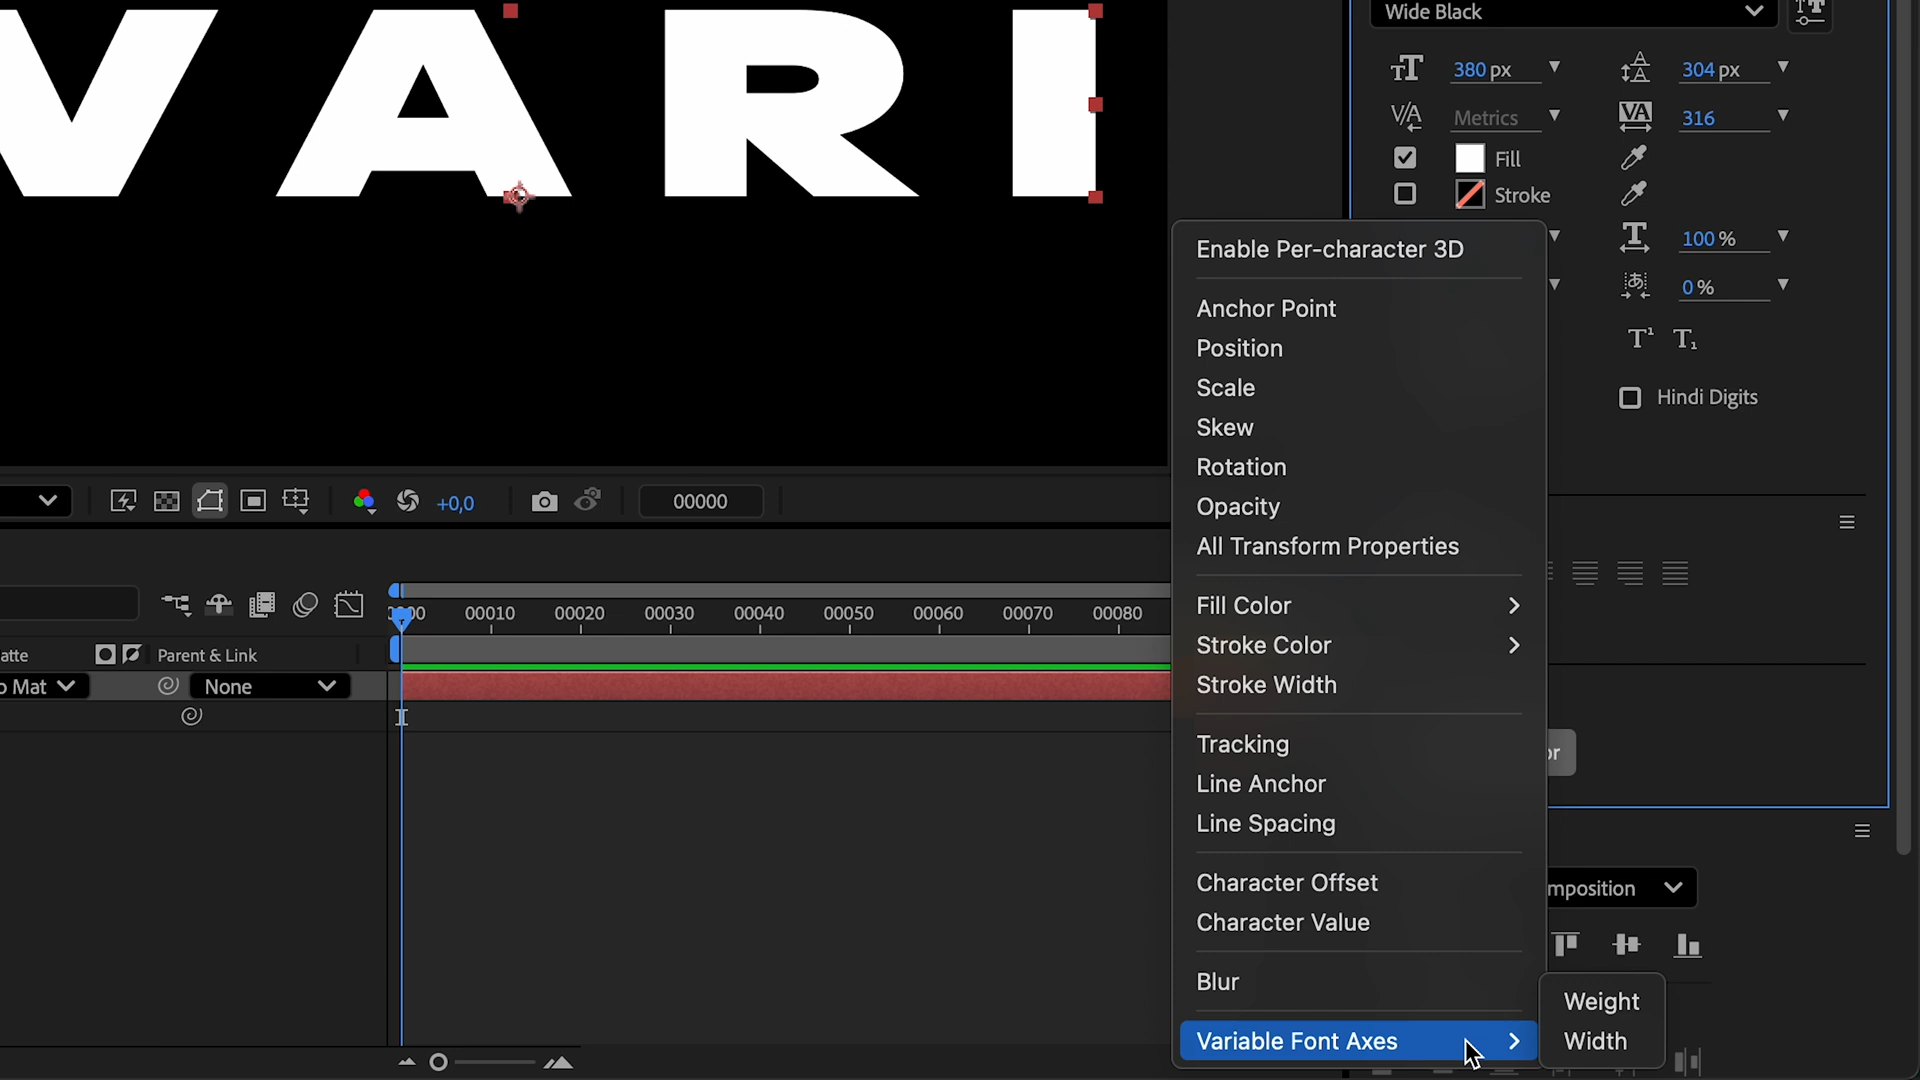 VARI
Wide Black
380 px
304 px
Metrics
316
Fill
Stroke
100 %
0 %
Hindi Digits
Enable Per-character 3D
Anchor Point
Position
Scale
Skew
Rotation
Opacity
All Transform Properties
Fill Color
Stroke Color
Stroke Width
Tracking
Line Anchor
Line Spacing
Character Offset
Character Value
Blur
Variable Font Axes
Weight
Width
+0,0
00000
00010
00020
00030
00040
00050
00060
00070
00080
atte
Parent & Link
o Mat
None
or
mposition